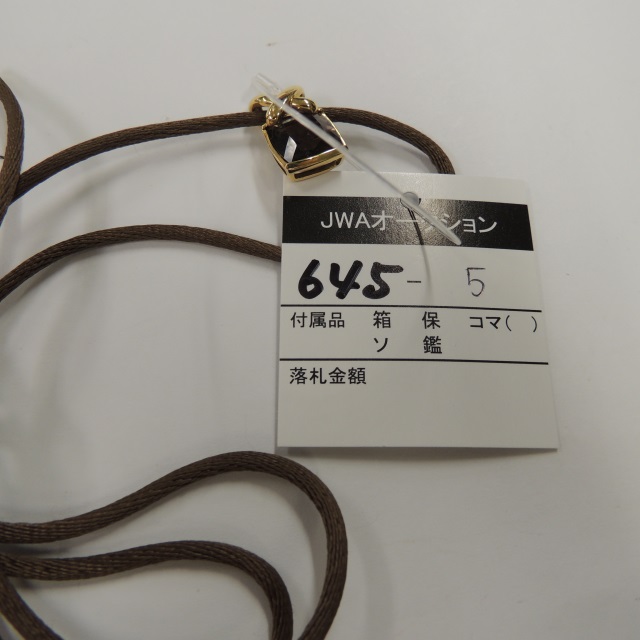 JWAオークション
645- 5
付属品 箱 保 コマ( )
ソ 鑑
落札金額